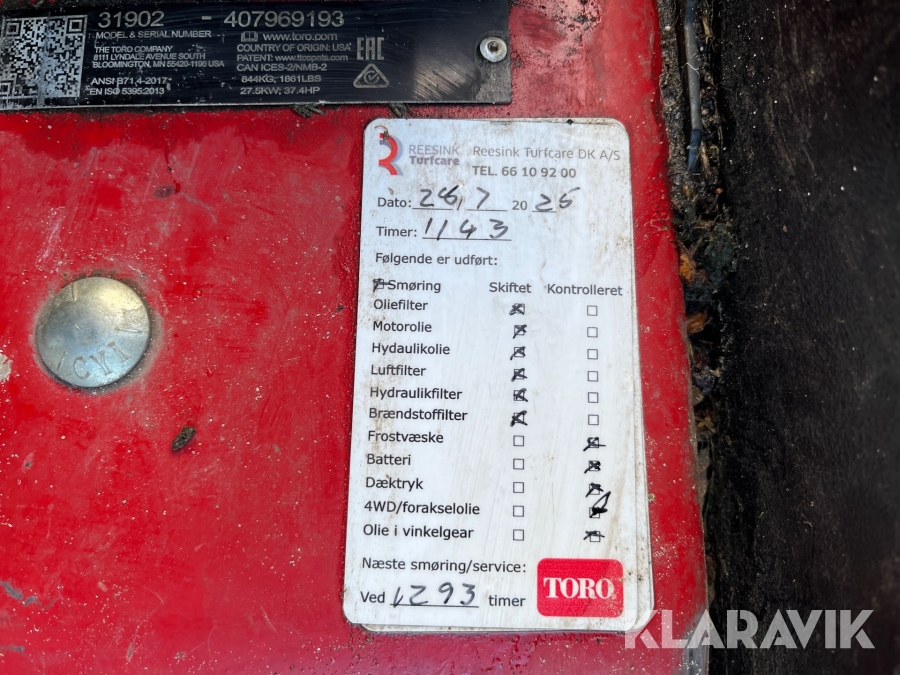 31902 - 407969193
MODEL & SERIAL NUMBER
www.toro.com
THE TORO COMPANY
8111 LYNDALE AVENUE SOUTH
BLOOMINGTON, MN 55420-1196 USA
COUNTRY OF ORIGIN: USA
PATENT: www.ttcopats.com
CAN ICES-2/NMB-2
ANSI B71.4-2017
EN ISO 5395:2013
844KG, 1861LBS
27.5KW, 37.4HP
EAC
REESINK
Turfcare
Reesink Turfcare DK A/S
TEL. 66 10 92 00
Dato: 28,7 20 25
Timer: 1143
Følgende er udført:
Smøring Skiftet Kontrolleret
Oliefilter
Motorolie
Hydaulikolie
Luftfilter
Hydraulikfilter
Brændstoffilter
Frostvæske
Batteri
Dæktryk
4WD/forakselolie
Olie i vinkelgear
Næste smøring/service:
Ved 1293 timer
TORO
CYI
KLARAVIK